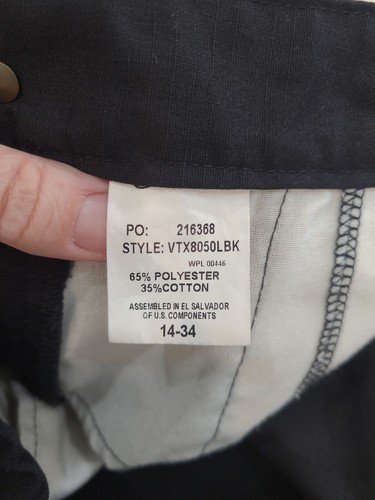 PO: 216368
STYLE: VTX8050LBK
WPL 00446
65% POLYESTER
35%COTTON
ASSEMBLED IN EL SALVADOR
OF U.S. COMPONENTS
14-34